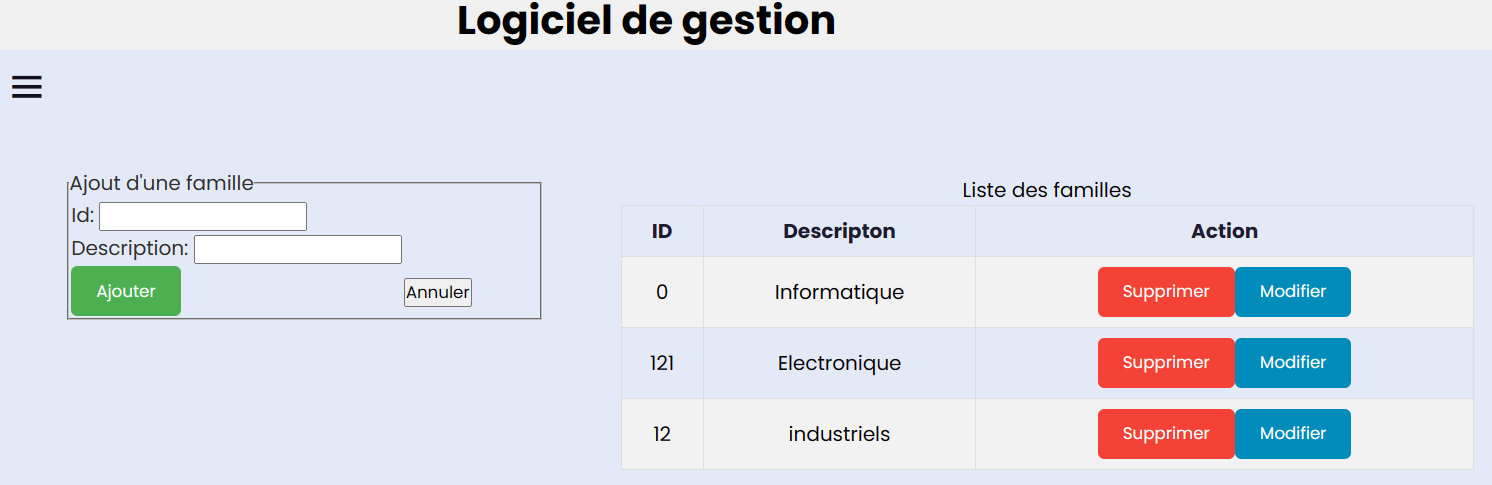 Logiciel de gestion
Ajout d'une famille
Id:
Description:
Ajouter Annuler
Liste des familles
ID Descripton Action
0 Informatique Supprimer Modifier
121 Electronique Supprimer Modifier
12 industriels Supprimer Modifier